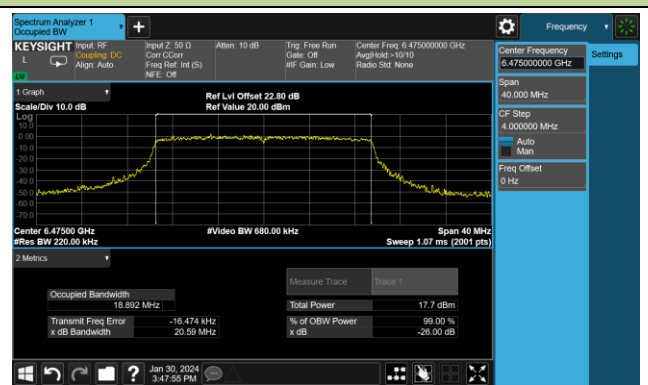 Spectrum Analyzer 1
Occupied BW
Frequency
KEYSIGHT
L
Input: RF
Coupling: DC
Align: Auto
Input Z: 50 Ω
Corr CCorr
Freq Ref: Int (S)
NFE: Off
Atten: 10 dB
Trig: Free Run
Gate: Off
#IF Gain: Low
Center Freq: 6.475000000 GHz
Avg|Hold:>10/10
Radio Std: None
Center Frequency
6.475000000 GHz
Settings
Span
40.000 MHz
CF Step
4.000000 MHz
Auto
Man
Freq Offset
0 Hz
1 Graph
Scale/Div 10.0 dB
Ref Lvl Offset 22.80 dB
Ref Value 20.00 dBm
Log
10.0
0.00
-10.0
-20.0
-30.0
-40.0
-50.0
-60.0
-70.0
Center 6.47500 GHz
#Res BW 220.00 kHz
#Video BW 680.00 kHz
Span 40 MHz
Sweep 1.07 ms (2001 pts)
2 Metrics
Measure Trace Trace 1
Occupied Bandwidth
18.892 MHz
Total Power 17.7 dBm
Transmit Freq Error -16.474 kHz
% of OBW Power 99.00 %
x dB Bandwidth 20.59 MHz
x dB -26.00 dB
?
Jan 30, 2024
3:47:55 PM